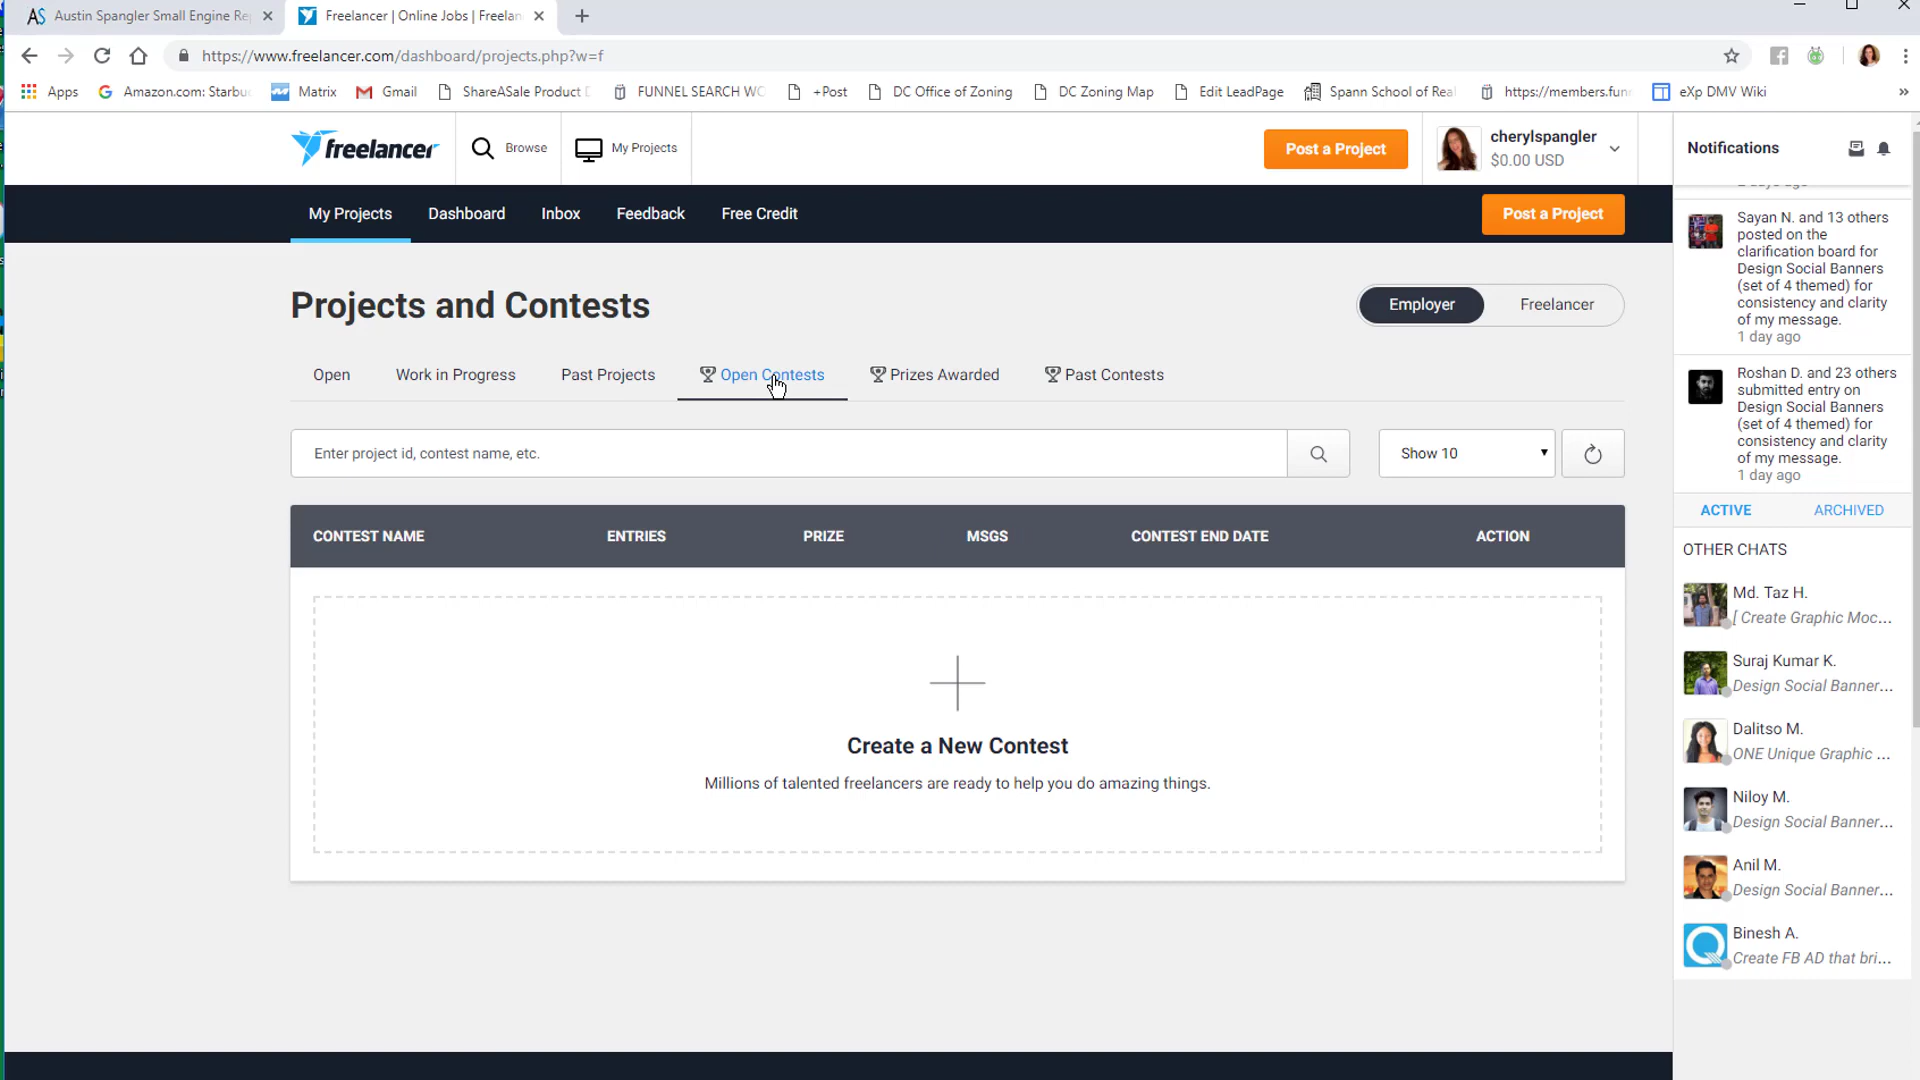 Austin Spangler Small Engine Re
Freelancer | Online Jobs | Freelan
https://www.freelancer.com/dashboard/projects.php?w=f
Apps
Amazon.com: Starbu
Matrix
Gmail
ShareASale Product
FUNNEL SEARCH WO
+Post
DC Office of Zoning
DC Zoning Map
Edit LeadPage
Spann School of Rea
https://members.fun
eXp DMV Wiki
freelancer
Browse
My Projects
Post a Project
cherylspangler
$0.00 USD
My Projects
Dashboard
Inbox
Feedback
Free Credit
Post a Project
Projects and Contests
Employer
Freelancer
Open
Work in Progress
Past Projects
Open Contests
Prizes Awarded
Past Contests
Enter project id, contest name, etc.
Show 10
CONTEST NAME
ENTRIES
PRIZE
MSGS
CONTEST END DATE
ACTION
Create a New Contest
Millions of talented freelancers are ready to help you do amazing things.
Notifications
2 days ago
Sayan N. and 13 others
posted on the
clarification board for
Design Social Banners
(set of 4 themed) for
consistency and clarity
of my message.
1 day ago
Roshan D. and 23 others
submitted entry on
Design Social Banners
(set of 4 themed) for
consistency and clarity
of my message.
1 day ago
ACTIVE
ARCHIVED
OTHER CHATS
Md. Taz H.
[ Create Graphic Moc...
Suraj Kumar K.
Design Social Banner...
Dalitso M.
ONE Unique Graphic ...
Niloy M.
Design Social Banner...
Anil M.
Design Social Banner...
Binesh A.
Create FB AD that bri...